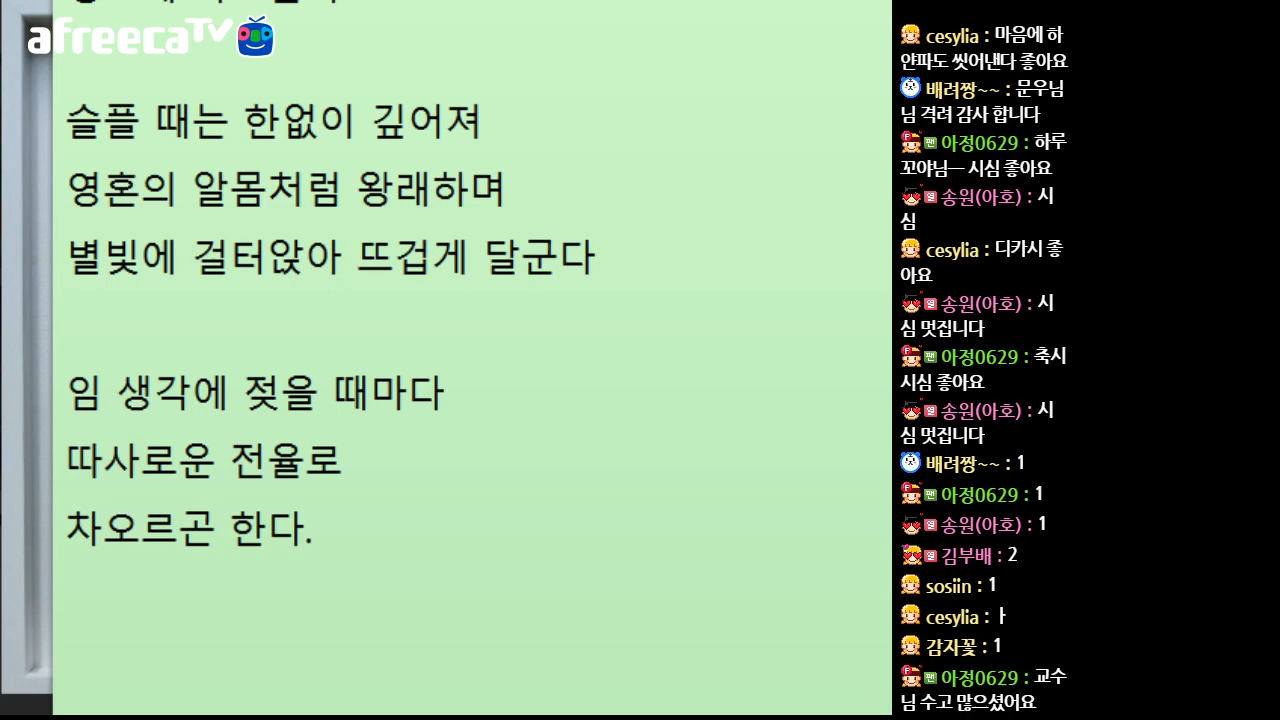 afreecaTV
슬플 때는 한없이 깊어져
영혼의 알몸처럼 왕래하며
별빛에 걸터앉아 뜨겁게 달군다
임 생각에 젖을 때마다
따사로운 전율로
차오르곤 한다.
cesylia : 마음에 하
얀파도 씻어낸다 좋아요
배려짱~~ : 문우님
님 격려 감사 합니다
아정0629 : 하루
꼬야님ㅡ 시심 좋아요
송원(아호) : 시
심
cesylia : 디카시 좋
아요
송원(아호) : 시
심 멋집니다
아정0629 : 축시
시심 좋아요
송원(아호) : 시
심 멋집니다
배려짱~~ : 1
아정0629 : 1
송원(아호) : 1
김부배 : 2
sosiin : 1
cesylia : ㅏ
감자꽃 : 1
아정0629 : 교수
님 수고 많으셨어요